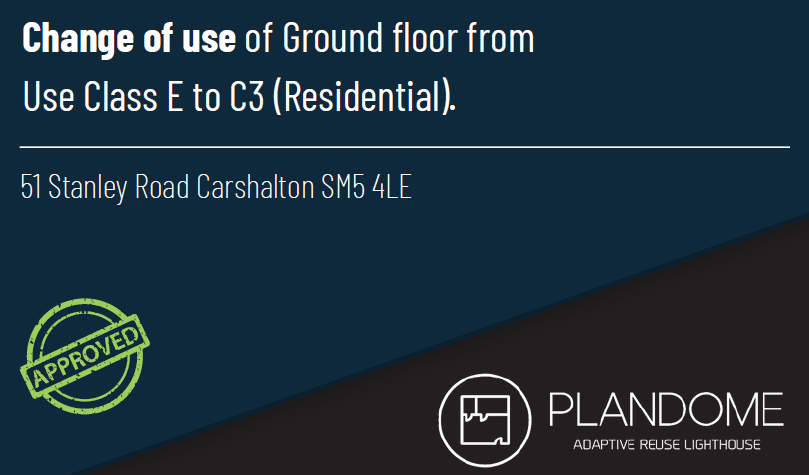 Change of use of Ground floor from
Use Class E to C3 (Residential).
51 Stanley Road Carshalton SM5 4LE
APPROVED
PLANDOME
ADAPTIVE REUSE LIGHTHOUSE